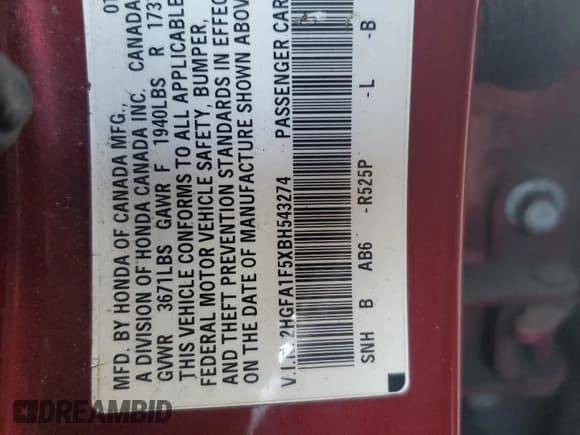 MFD. BY HONDA OF CANADA MFG.,
A DIVISION OF HONDA CANADA INC. CANADA
GVWR 3671LBS GAWR F 1940LBS R
THIS VEHICLE CONFORMS TO ALL APPLICABLE
FEDERAL MOTOR VEHICLE SAFETY, BUMPER,
AND THEFT PREVENTION STANDARDS IN EFFEC
ON THE DATE OF MANUFACTURE SHOWN ABOV
2HGFA1F5XBH543274 PASSENGER CAR
SNH B AB6 -R525P -L -B
DREAMBID